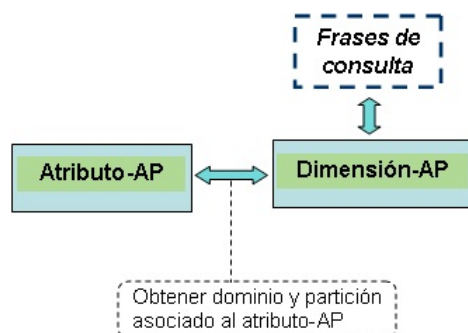 Frases de
consulta
Atributo-AP
Dimensión-AP
Obtener dominio y partición
asociado al atributo-AP